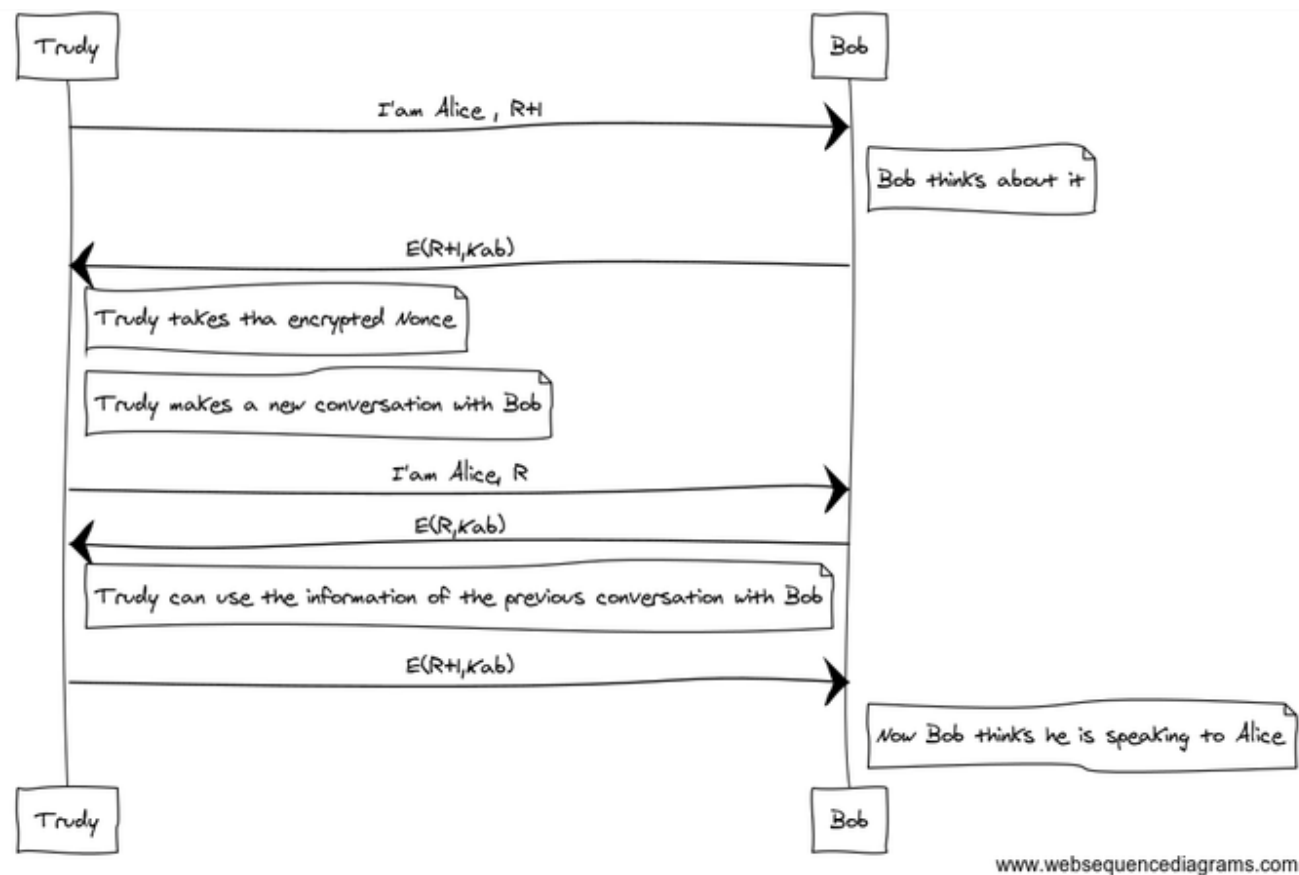 Trudy
Bob
I'am Alice, R+1
Bob thinks about it
E(R+1,Kab)
Trudy takes tha encrypted Nonce
Trudy makes a new conversation with Bob
I'am Alice, R
E(R,Kab)
Trudy can use the information of the previous conversation with Bob
E(R+1,Kab)
Now Bob thinks he is speaking to Alice
Trudy
Bob
www.websequencediagrams.com